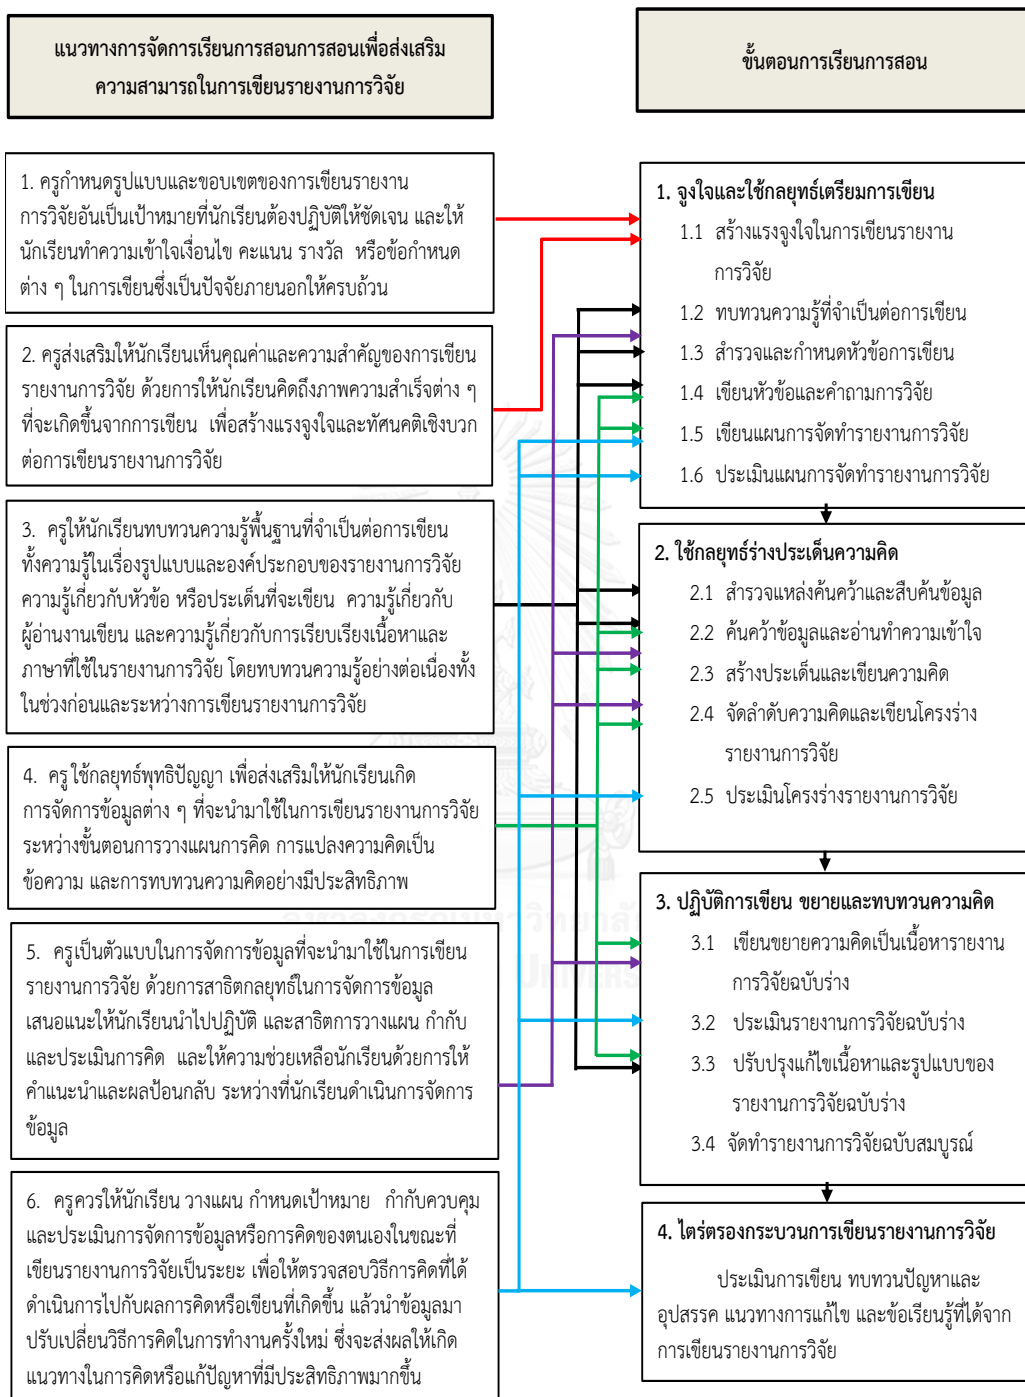 แนวทางการจัดการเรียนการสอนการสอนเพื่อส่งเสริม
ความสามารถในการเขียนรายงานการวิจัย
1. ครูกำหนดรูปแบบและขอบเขตของการเขียนรายงาน
การวิจัยอันเป็นเป้าหมายที่นักเรียนต้องปฏิบัติให้ชัดเจน และให้
นักเรียนทำความเข้าใจเงื่อนไข คะแนน รางวัล หรือข้อกำหนด
ต่าง ๆ ในการเขียนซึ่งเป็นปัจจัยภายนอกให้ครบถ้วน
2. ครูส่งเสริมให้นักเรียนเห็นคุณค่าและความสำคัญของการเขียน
รายงานการวิจัย ด้วยการให้นักเรียนคิดถึงภาพความสำเร็จต่าง ๆ
ที่จะเกิดขึ้นจากการเขียน เพื่อสร้างแรงจูงใจและทัศนคติเชิงบวก
ต่อการเขียนรายงานการวิจัย
3. ครูให้นักเรียนทบทวนความรู้พื้นฐานที่จำเป็นต่อการเขียน
ทั้งความรู้ในเรื่องรูปแบบและองค์ประกอบของรายงานการวิจัย
ความรู้เกี่ยวกับหัวข้อ หรือประเด็นที่จะเขียน ความรู้เกี่ยวกับ
ผู้อ่านงานเขียน และความรู้เกี่ยวกับการเรียบเรียงเนื้อหาและ
ภาษาที่ใช้ในรายงานการวิจัย โดยทบทวนความรู้อย่างต่อเนื่องทั้ง
ในช่วงก่อนและระหว่างการเขียนรายงานการวิจัย
4. ครู ใช้กลยุทธ์พุทธิปัญญา เพื่อส่งเสริมให้นักเรียนเกิด
การจัดการข้อมูลต่าง ๆ ที่จะนำมาใช้ในการเขียนรายงานการวิจัย
ระหว่างขั้นตอนการวางแผนการคิด การแปลงความคิดเป็น
ข้อความ และการทบทวนความคิดอย่างมีประสิทธิภาพ
5. ครูเป็นตัวแบบในการจัดการข้อมูลที่จะนำมาใช้ในการเขียน
รายงานการวิจัย ด้วยการสาธิตกลยุทธ์ในการจัดการข้อมูล
เสนอแนะให้นักเรียนนำไปปฏิบัติ และสาธิตการวางแผน กำกับ
และประเมินการคิด และให้ความช่วยเหลือนักเรียนด้วยการให้
คำแนะนำและผลป้อนกลับ ระหว่างที่นักเรียนดำเนินการจัดการ
ข้อมูล
6. ครูควรให้นักเรียน วางแผน กำหนดเป้าหมาย กำกับควบคุม
และประเมินการจัดการข้อมูลหรือการคิดของตนเองในขณะที่
เขียนรายงานการวิจัยเป็นระยะ เพื่อให้ตรวจสอบวิธีการคิดที่ได้
ดำเนินการไปกับผลการคิดหรือเขียนที่เกิดขึ้น แล้วนำข้อมูลมา
ปรับเปลี่ยนวิธีการคิดในการทำงานครั้งใหม่ ซึ่งจะส่งผลให้เกิด
แนวทางในการคิดหรือแก้ปัญหาที่มีประสิทธิภาพมากขึ้น
ขั้นตอนการเรียนการสอน
1. จูงใจและใช้กลยุทธ์เตรียมการเขียน
1.1 สร้างแรงจูงใจในการเขียนรายงาน
การวิจัย
1.2 ทบทวนความรู้ที่จำเป็นต่อการเขียน
1.3 สำรวจและกำหนดหัวข้อการเขียน
1.4 เขียนหัวข้อและคำถามการวิจัย
1.5 เขียนแผนการจัดทำรายงานการวิจัย
1.6 ประเมินแผนการจัดทำรายงานการวิจัย
2. ใช้กลยุทธ์ร่างประเด็นความคิด
2.1 สำรวจแหล่งค้นคว้าและสืบค้นข้อมูล
2.2 ค้นคว้าข้อมูลและอ่านทำความเข้าใจ
2.3 สร้างประเด็นและเขียนความคิด
2.4 จัดลำดับความคิดและเขียนโครงร่าง
รายงานการวิจัย
2.5 ประเมินโครงร่างรายงานการวิจัย
3. ปฏิบัติการเขียน ขยายและทบทวนความคิด
3.1 เขียนขยายความคิดเป็นเนื้อหารายงาน
การวิจัยฉบับร่าง
3.2 ประเมินรายงานการวิจัยฉบับร่าง
3.3 ปรับปรุงแก้ไขเนื้อหาและรูปแบบของ
รายงานการวิจัยฉบับร่าง
3.4 จัดทำรายงานการวิจัยฉบับสมบูรณ์
4. ไตร่ตรองกระบวนการเขียนรายงานการวิจัย
ประเมินการเขียน ทบทวนปัญหาและ
อุปสรรค แนวทางการแก้ไข และข้อเรียนรู้ที่ได้จาก
การเขียนรายงานการวิจัย